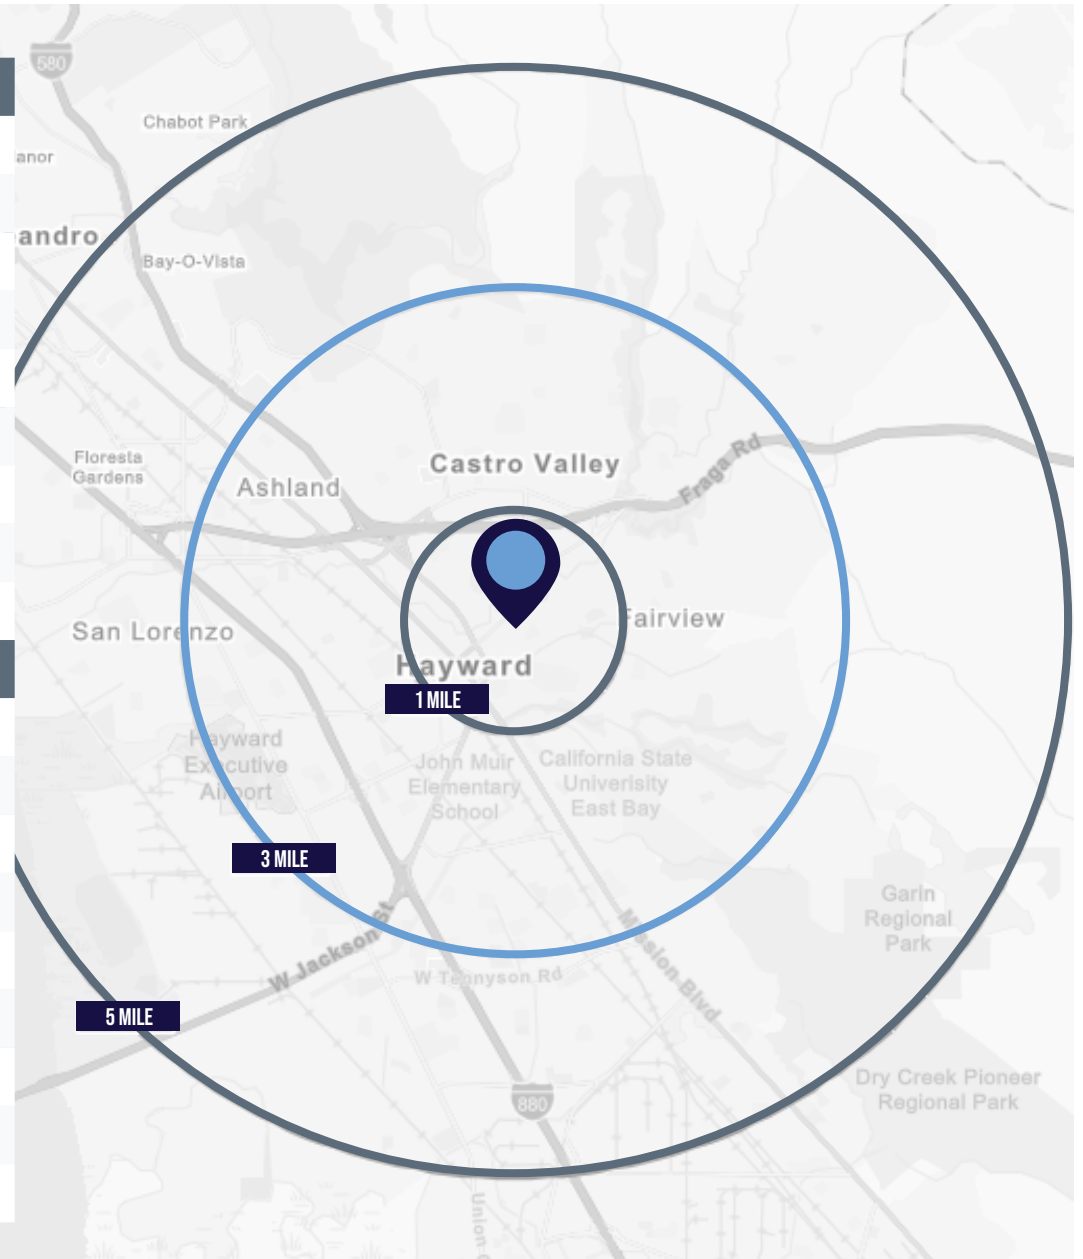 580
Chabot Park
anor
andro
Bay-O-Vista
Floresta
Gardens
Castro Valley
Ashland
Fraga Rd
San Lorenzo
Fairview
Hayward
1 MILE
Hayward
Executive
Airport
John Muir
Elementary
School
California State
Univerisity
East Bay
3 MILE
Garin
Regional
Park
W Jackson St
W Tennyson Rd
Mission Blvd
5 MILE
880
Dry Creek Pioneer
Regional Park
Union